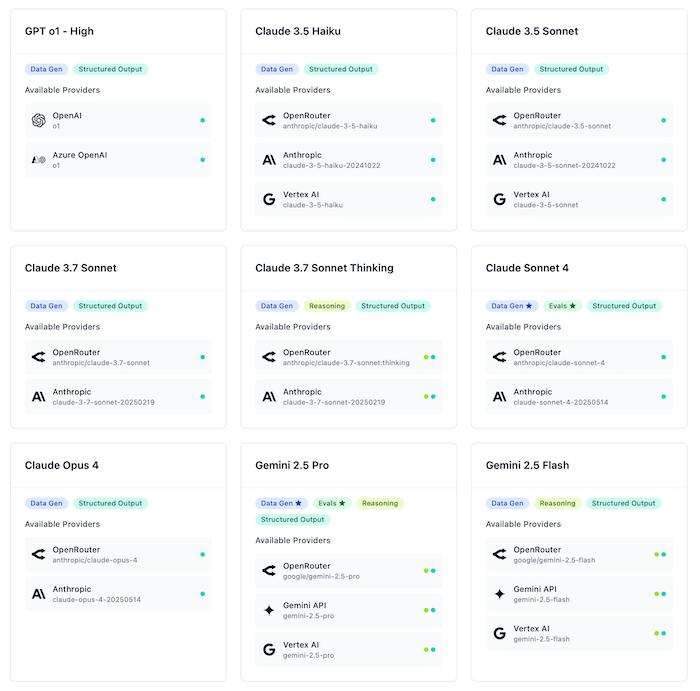 GPT o1 - High
Data Gen Structured Output
Available Providers
OpenAI
o1
Azure OpenAI
o1
Claude 3.5 Haiku
Data Gen Structured Output
Available Providers
OpenRouter
anthropic/claude-3-5-haiku
Anthropic
claude-3-5-haiku-20241022
Vertex AI
claude-3-5-haiku
Claude 3.5 Sonnet
Data Gen Structured Output
Available Providers
OpenRouter
anthropic/claude-3.5-sonnet
Anthropic
claude-3-5-sonnet-20241022
Vertex AI
claude-3-5-sonnet
Claude 3.7 Sonnet
Data Gen Structured Output
Available Providers
OpenRouter
anthropic/claude-3.7-sonnet
Anthropic
claude-3-7-sonnet-20250219
Claude 3.7 Sonnet Thinking
Data Gen Reasoning Structured Output
Available Providers
OpenRouter
anthropic/claude-3.7-sonnet:thinking
Anthropic
claude-3-7-sonnet-20250219
Claude Sonnet 4
Data Gen ★ Evals ★ Structured Output
Available Providers
OpenRouter
anthropic/claude-sonnet-4
Anthropic
claude-sonnet-4-20250514
Claude Opus 4
Data Gen Structured Output
Available Providers
OpenRouter
anthropic/claude-opus-4
Anthropic
claude-opus-4-20250514
Gemini 2.5 Pro
Data Gen ★ Evals ★ Reasoning
Structured Output
Available Providers
OpenRouter
google/gemini-2.5-pro
Gemini API
gemini-2.5-pro
Vertex AI
gemini-2.5-pro
Gemini 2.5 Flash
Data Gen Reasoning Structured Output
Available Providers
OpenRouter
google/gemini-2.5-flash
Gemini API
gemini-2.5-flash
Vertex AI
gemini-2.5-flash